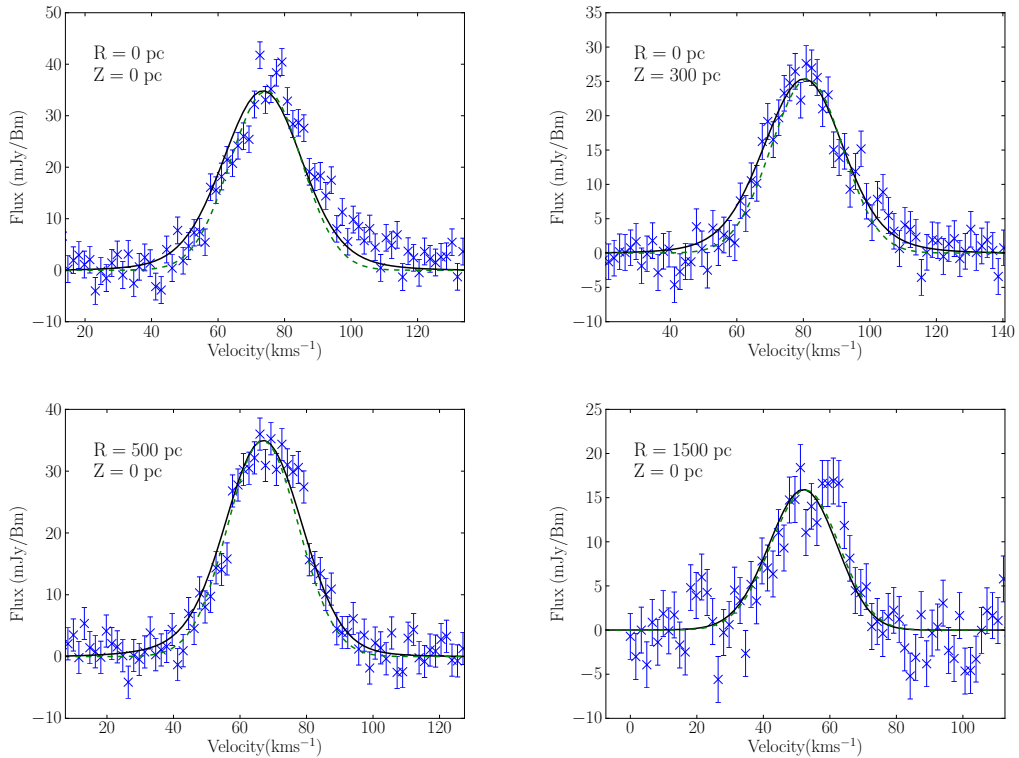 50
40
30
20
10
0
−10
Flux (mJy/Bm)
R = 0 pc
Z = 0 pc
20 40 60 80 100 120
Velocity(kms⁻¹)
35
30
25
20
15
10
5
0
−5
−10
Flux (mJy/Bm)
R = 0 pc
Z = 300 pc
40 60 80 100 120 140
Velocity(kms⁻¹)
40
30
20
10
0
−10
Flux (mJy/Bm)
R = 500 pc
Z = 0 pc
20 40 60 80 100 120
Velocity(kms⁻¹)
25
20
15
10
5
0
−5
−10
Flux (mJy/Bm)
R = 1500 pc
Z = 0 pc
0 20 40 60 80 100
Velocity(kms⁻¹)